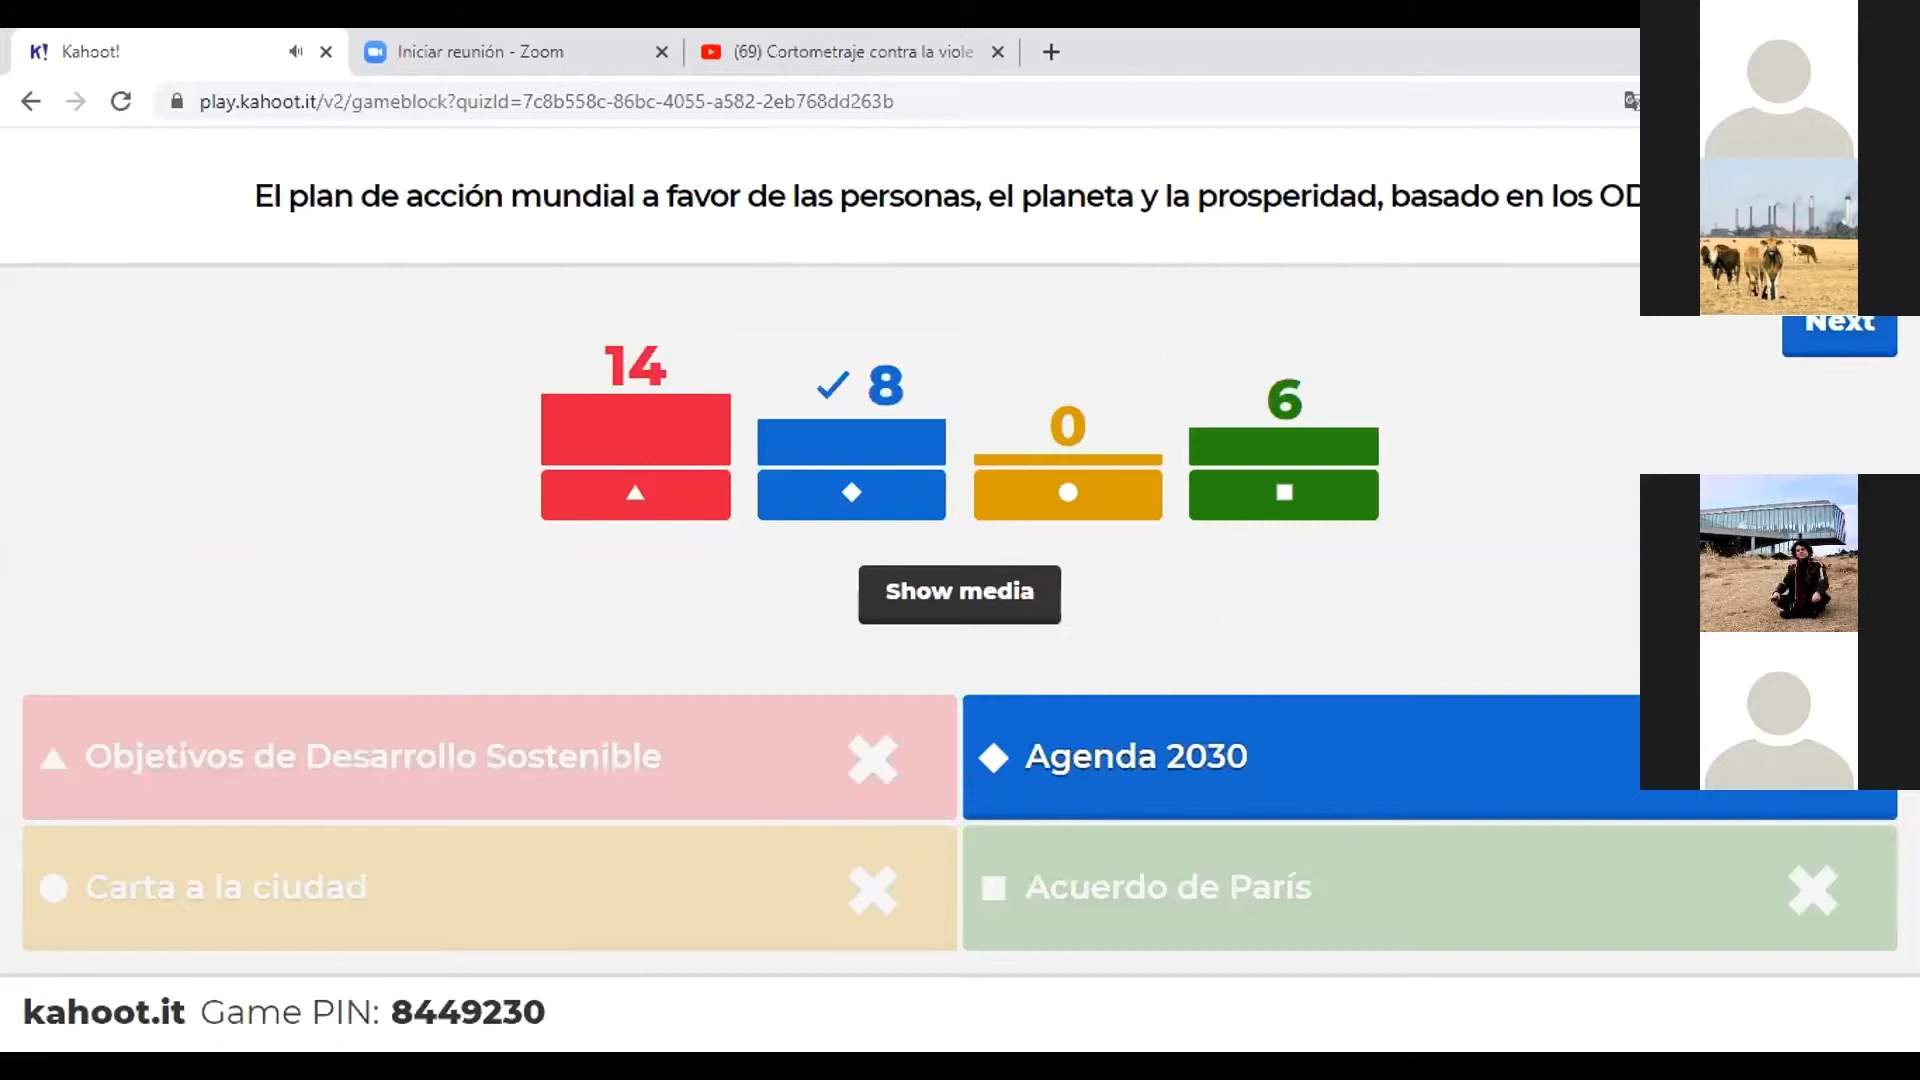 K! Kahoot!
Iniciar reunión - Zoom
(69) Cortometraje contra la viole
play.kahoot.it/v2/gameblock?quizId=7c8b558c-86bc-4055-a582-2eb768dd263b
El plan de acción mundial a favor de las personas, el planeta y la prosperidad, basado en los OD
Next
14
8
0
6
Show media
Objetivos de Desarrollo Sostenible
Agenda 2030
Carta a la ciudad
Acuerdo de París
kahoot.it Game PIN: 8449230